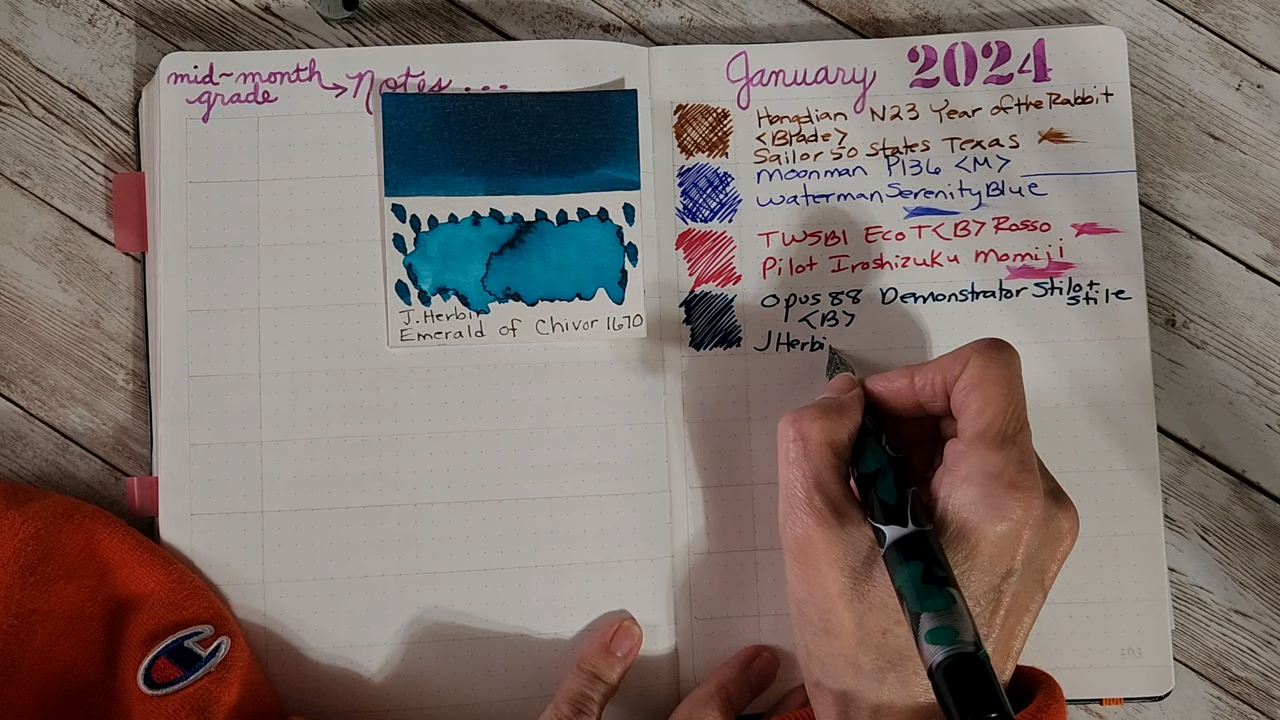 mid~month
grade → Notes ...
J. Herbin
Emerald of Chivor 1670
January 2024
Hongdian N23 Year of the Rabbit
<Blade>
Sailor 50 States Texas
Moonman P136 <M>
Waterman Serenity Blue
TWSBI Eco T <B> Rosso
Pilot Iroshizuku Momiji
Opus 88 Demonstrator Stilo +
Stile
<B>
J Herbi
163